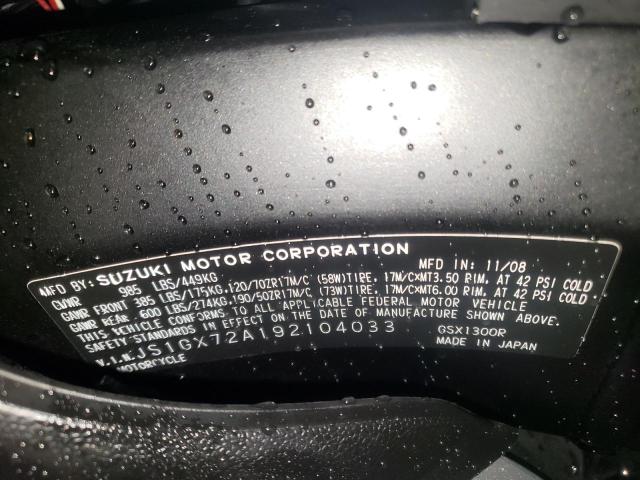 MFD BY: SUZUKI MOTOR CORPORATION MFD IN: 11/08
GVWR 985 LBS/449KG
GAWR FRONT 385 LBS/175KG,120/70ZR17M/C (58W)TIRE, 17M/CXMT3.50 RIM, AT 42 PSI COLD
GAWR REAR 600 LBS/274KG,190/50ZR17M/C (73W)TIRE, 17M/CXMT6.00 RIM, AT 42 PSI COLD
THIS VEHICLE CONFORMS TO ALL APPLICABLE FEDERAL MOTOR VEHICLE
SAFETY STANDARDS IN EFFECT ON THE DATE OF MANUFACTURE SHOWN ABOVE.
V.I.N. JS1GX72A192104033 GSX1300R
MOTORCYCLE MADE IN JAPAN